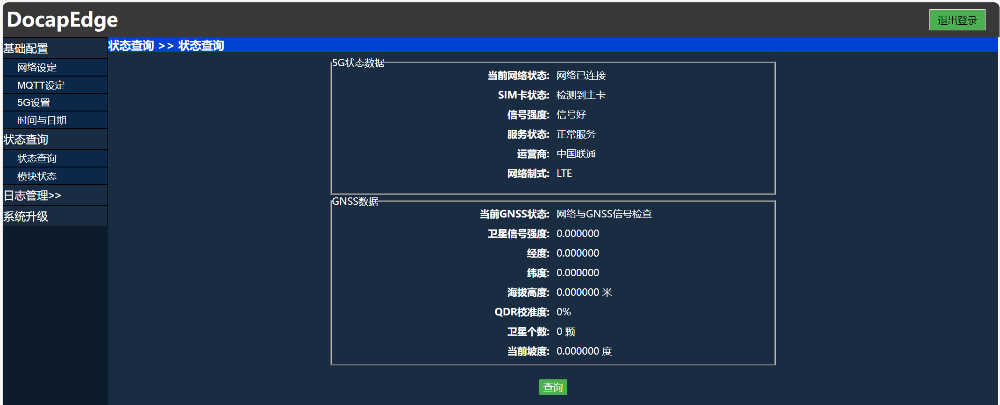 DocapEdge
退出登录
基础配置
网络设定
MQTT设定
5G设置
时间与日期
状态查询
状态查询
模块状态
日志管理>>
系统升级
状态查询 >> 状态查询
5G状态数据
当前网络状态: 网络已连接
SIM卡状态: 检测到主卡
信号强度: 信号好
服务状态: 正常服务
运营商: 中国联通
网络制式: LTE
GNSS数据
当前GNSS状态: 网络与GNSS信号检查
卫星信号强度: 0.000000
经度: 0.000000
纬度: 0.000000
海拔高度: 0.000000 米
QDR校准度: 0%
卫星个数: 0 颗
当前坡度: 0.000000 度
查询